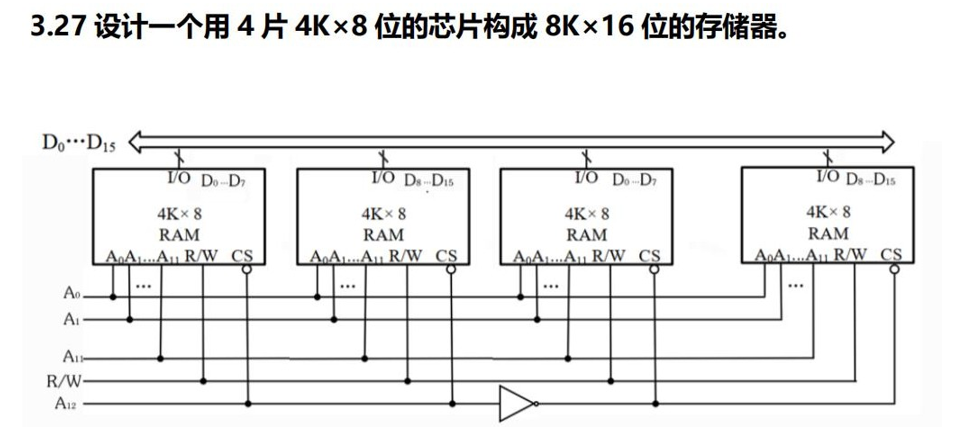 3.27 设计一个用 4 片 4K×8 位的芯片构成 8K×16 位的存储器。
D₀···D₁₅
I/O D₀...D₇
4K× 8
RAM
A₀A₁...A₁₁ R/W CS
I/O D₈...D₁₅
4K× 8
RAM
A₀A₁...A₁₁ R/W CS
I/O D₀...D₇
4K× 8
RAM
A₀A₁...A₁₁ R/W CS
I/O D₈...D₁₅
4K× 8
RAM
A₀A₁...A₁₁ R/W CS
... ... ... ...
A₀
A₁
A₁₁
R/W
A₁₂